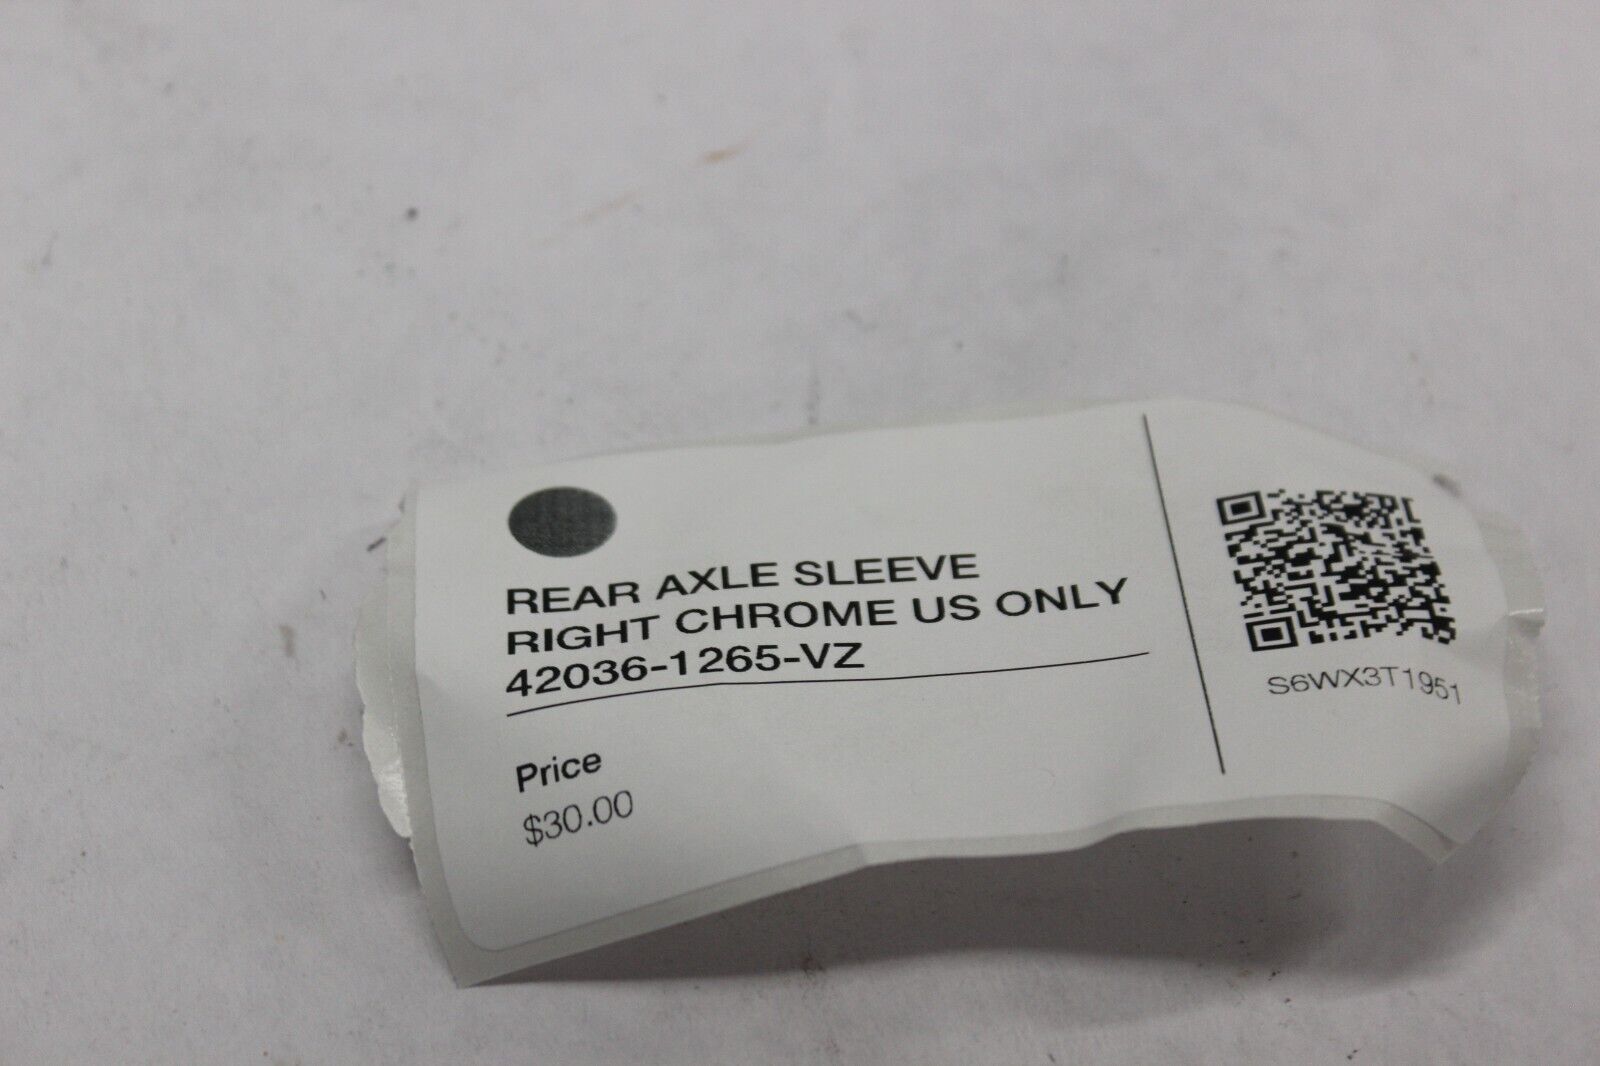 REAR AXLE SLEEVE
RIGHT CHROME US ONLY
42036-1265-VZ
Price
$30.00
S6WX3T1951